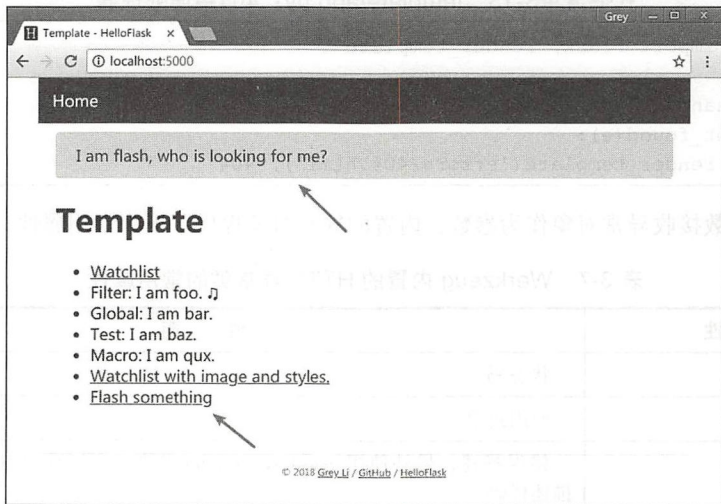 Grey
Template - HelloFlask
localhost:5000
Home
I am flash, who is looking for me?
Template
Watchlist
Filter: I am foo. ♫
Global: I am bar.
Test: I am baz.
Macro: I am qux.
Watchlist with image and styles.
Flash something
© 2018 Grey Li / GitHub / HelloFlask